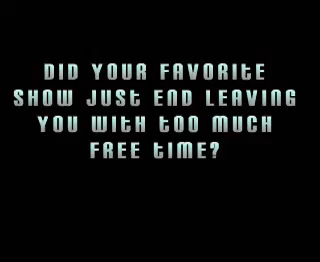 DID YOUR FAVORITE
SHOW JUST END LEAVING
YOU WITH TOO MUCH
FREE TIME?